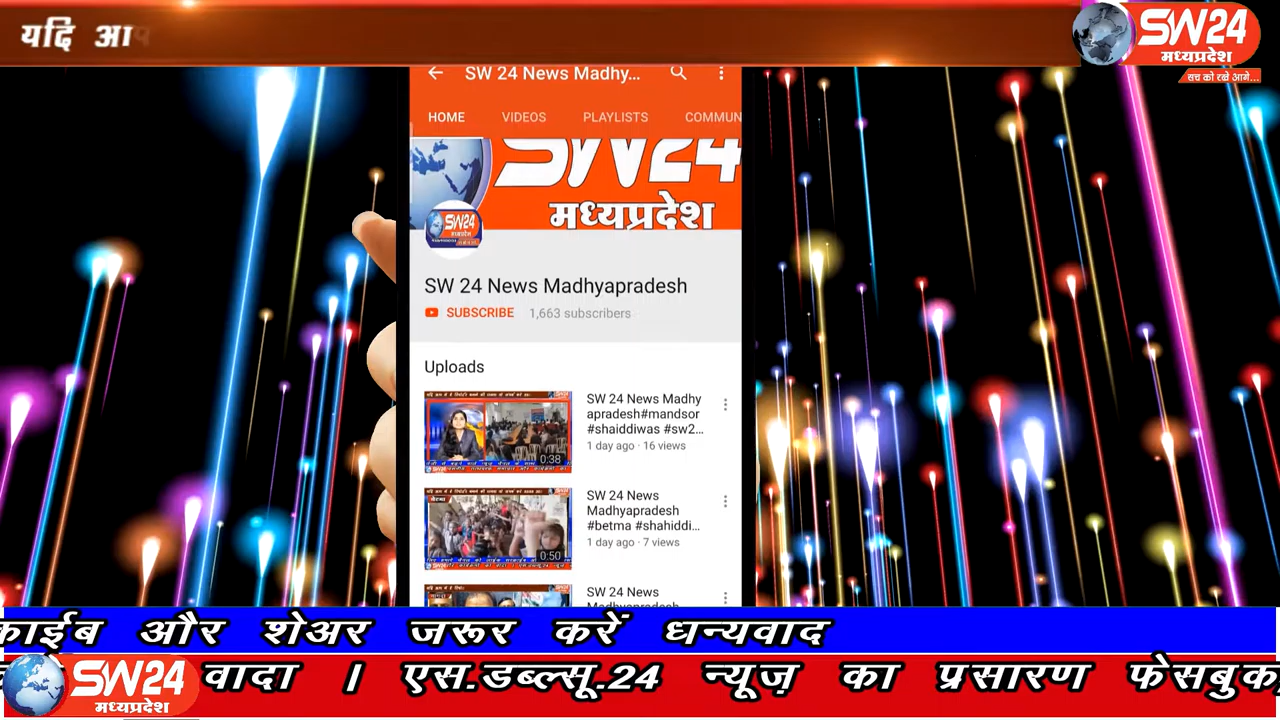 यदि आप
SW24
मध्यप्रदेश
सच को रखे आगे...
SW 24 News Madhy...
HOME VIDEOS PLAYLISTS COMMUN
SW24
मध्यप्रदेश
SW24
SW 24 News Madhyapradesh
SUBSCRIBE 1,663 subscribers
Uploads
SW 24 News Madhy
apradesh#mandsor
#shaiddiwas #sw2...
1 day ago · 16 views
0:38
SW 24 News
Madhyapradesh
#betma #shahiddi...
1 day ago · 7 views
0:50
SW 24 News
Madhyapradesh
काईब और शेअर जरूर करें धन्यवाद
SW24
मध्यप्रदेश
वादा । एस.डब्ल्सू.24 न्यूज़ का प्रसारण फेसबुक,